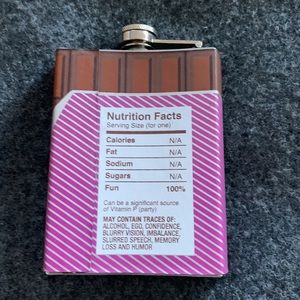 Nutrition Facts
Serving Size (for one)
Calories N/A
Fat N/A
Sodium N/A
Sugars N/A
Fun 100%
Can be a significant source
of Vitamin P (party)
MAY CONTAIN TRACES OF:
ALCOHOL, EGO, CONFIDENCE,
BLURRY VISION, IMBALANCE,
SLURRED SPEECH, MEMORY
LOSS AND HUMOR